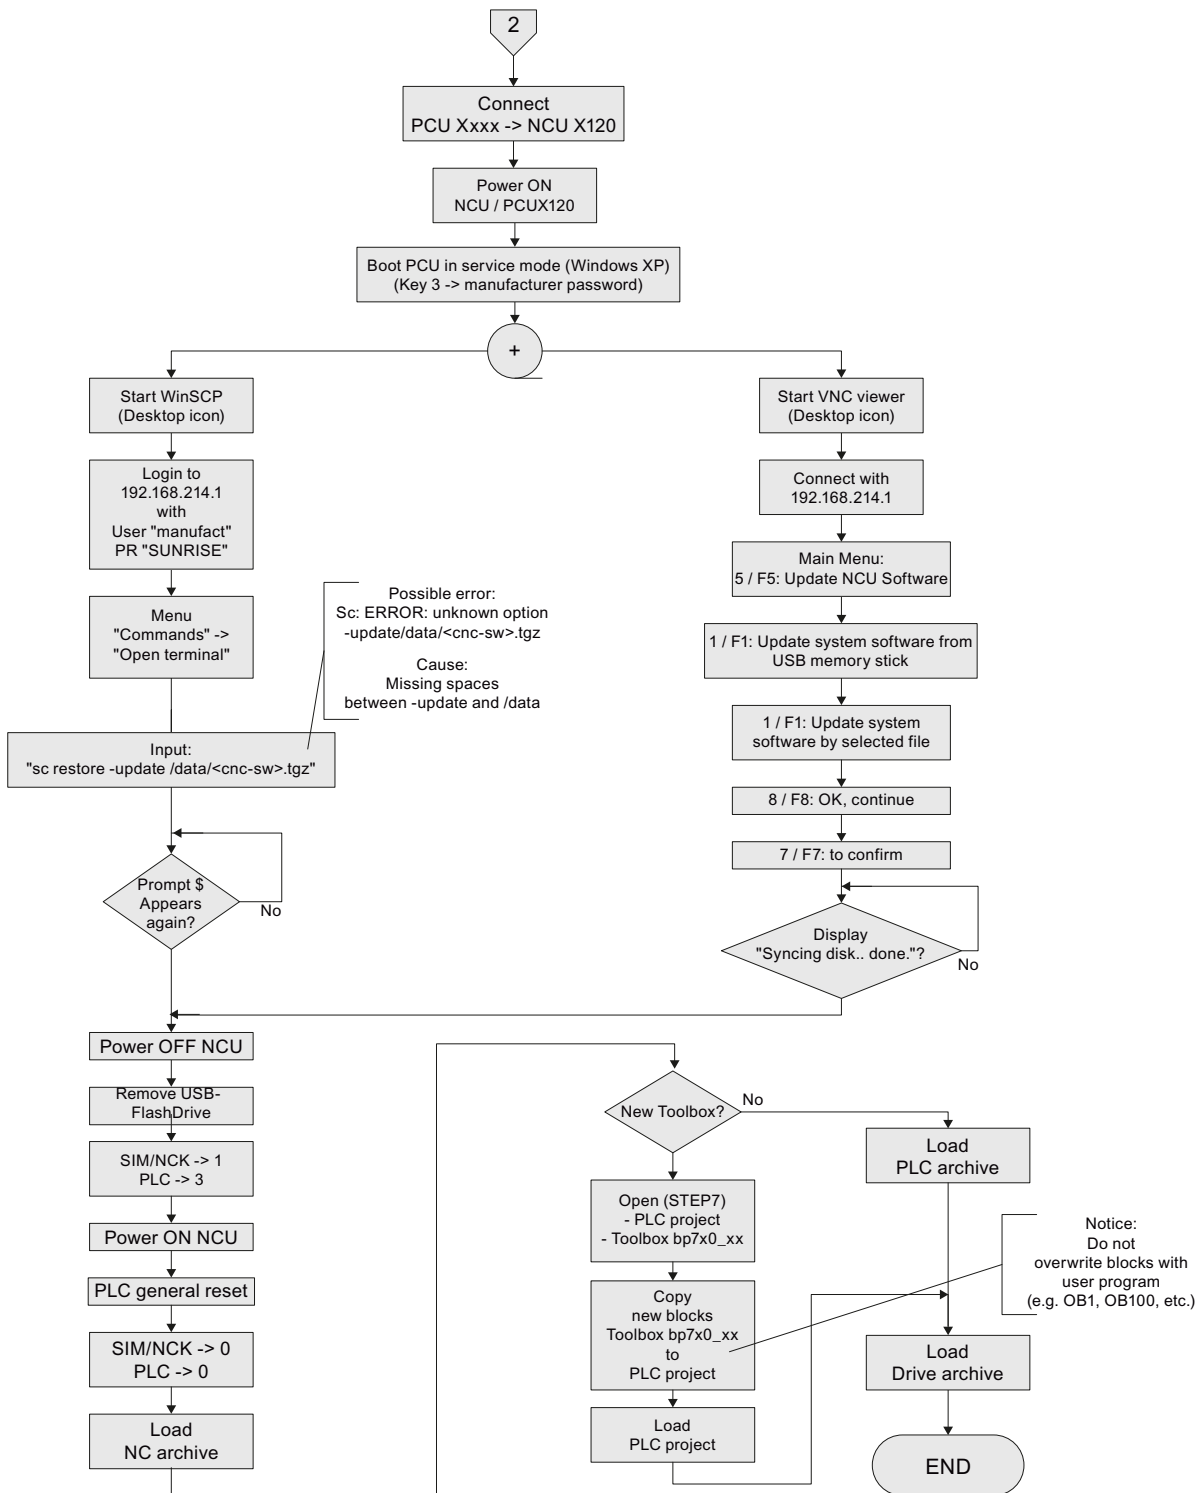 2
Connect
PCU Xxxx -> NCU X120
Power ON
NCU / PCUX120
Boot PCU in service mode (Windows XP)
(Key 3 -> manufacturer password)
+
Start WinSCP
(Desktop icon)
Login to
192.168.214.1
with
User "manufact"
PR "SUNRISE"
Menu
"Commands" ->
"Open terminal"
Possible error:
Sc: ERROR: unknown option
-update/data/<cnc-sw>.tgz
Cause:
Missing spaces
between -update and /data
Input:
"sc restore -update /data/<cnc-sw>.tgz"
Prompt $
Appears
again?
No
Start VNC viewer
(Desktop icon)
Connect with
192.168.214.1
Main Menu:
5 / F5: Update NCU Software
1 / F1: Update system software from
USB memory stick
1 / F1: Update system
software by selected file
8 / F8: OK, continue
7 / F7: to confirm
Display
"Syncing disk.. done."?
No
Power OFF NCU
Remove USB-
FlashDrive
SIM/NCK -> 1
PLC -> 3
Power ON NCU
PLC general reset
SIM/NCK -> 0
PLC -> 0
Load
NC archive
New Toolbox?
No
Open (STEP7)
- PLC project
- Toolbox bp7x0_xx
Copy
new blocks
Toolbox bp7x0_xx
to
PLC project
Load
PLC project
Load
PLC archive
Notice:
Do not
overwrite blocks with
user program
(e.g. OB1, OB100, etc.)
Load
Drive archive
END